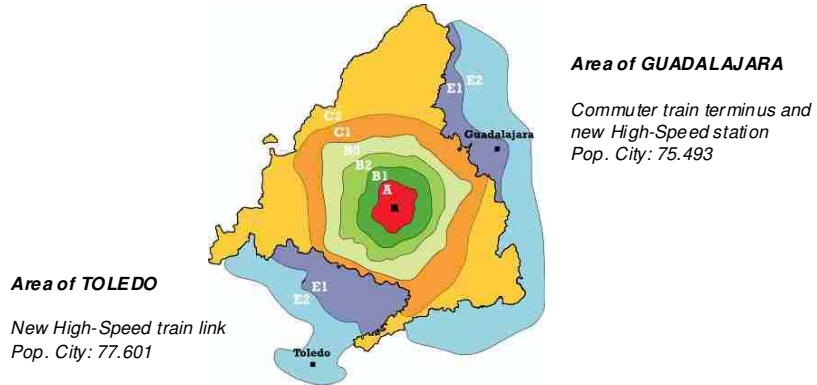 Area of GUADALAJARA
Commuter train terminus and
new High-Speed station
Pop. City: 75.493
E1
E2
C2
C1
B3
B2
B1
A
Guadalajara
Area of TOLEDO
New High-Speed train link
Pop. City: 77.601
E1
E2
Toledo